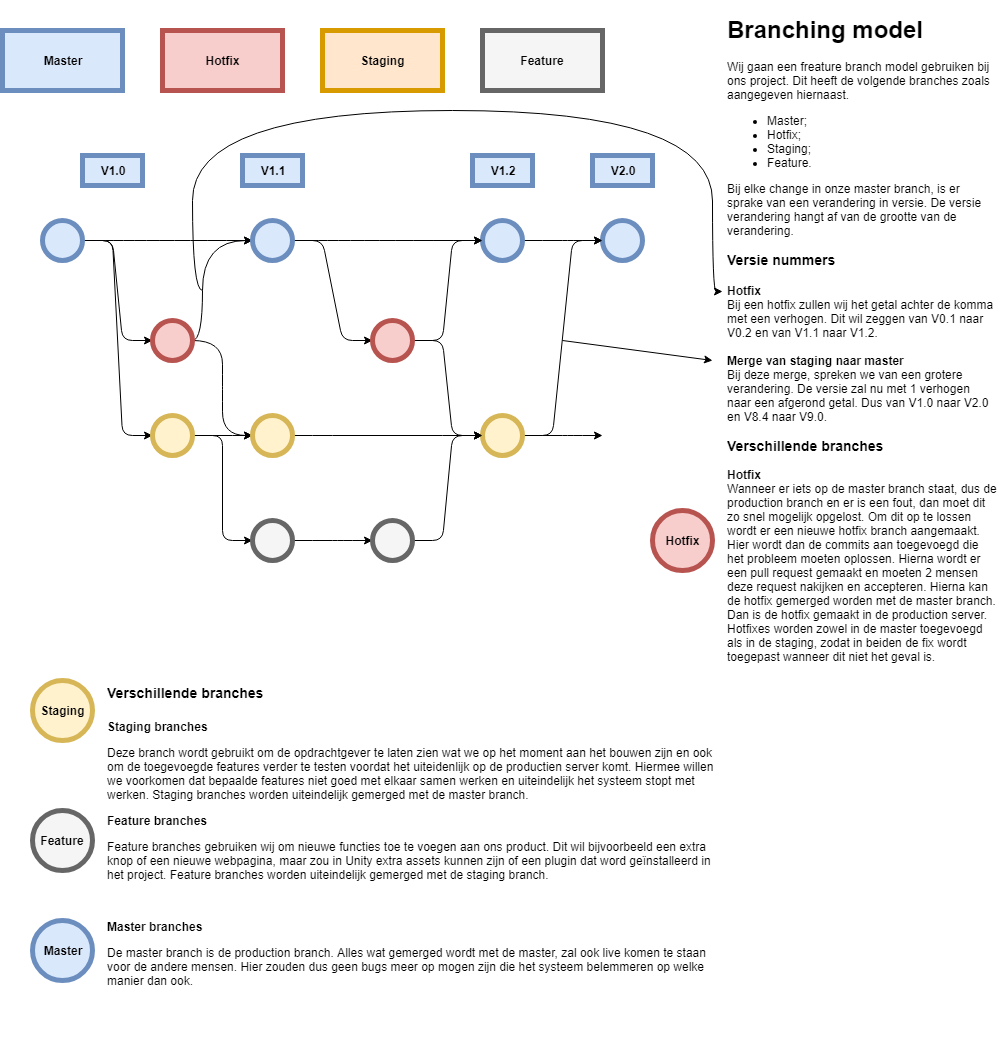 Master
Hotfix
Staging
Feature
V1.0
V1.1
V1.2
V2.0
Branching model
Wij gaan een freature branch model gebruiken bij
ons project. Dit heeft de volgende branches zoals
aangegeven hiernaast.
• Master;
• Hotfix;
• Staging;
• Feature.
Bij elke change in onze master branch, is er
sprake van een verandering in versie. De versie
verandering hangt af van de grootte van de
verandering.
Versie nummers
Hotfix
Bij een hotfix zullen wij het getal achter de komma
met een verhogen. Dit wil zeggen van V0.1 naar
V0.2 en van V1.1 naar V1.2.
Merge van staging naar master
Bij deze merge, spreken we van een grotere
verandering. De versie zal nu met 1 verhogen
naar een afgerond getal. Dus van V1.0 naar V2.0
en V8.4 naar V9.0.
Verschillende branches
Hotfix
Hotfix
Wanneer er iets op de master branch staat, dus de
production branch en er is een fout, dan moet dit
zo snel mogelijk opgelost. Om dit op te lossen
wordt er een nieuwe hotfix branch aangemaakt.
Hier wordt dan de commits aan toegevoegd die
het probleem moeten oplossen. Hierna wordt er
een pull request gemaakt en moeten 2 mensen
deze request nakijken en accepteren. Hierna kan
de hotfix gemerged worden met de master branch.
Dan is de hotfix gemaakt in de production server.
Hotfixes worden zowel in de master toegevoegd
als in de staging, zodat in beiden de fix wordt
toegepast wanneer dit niet het geval is.
Staging
Verschillende branches
Staging branches
Deze branch wordt gebruikt om de opdrachtgever te laten zien wat we op het moment aan het bouwen zijn en ook
om de toegevoegde features verder te testen voordat het uiteidenlijk op de productien server komt. Hiermee willen
we voorkomen dat bepaalde features niet goed met elkaar samen werken en uiteindelijk het systeem stopt met
werken. Staging branches worden uiteindelijk gemerged met de master branch.
Feature
Feature branches
Feature branches gebruiken wij om nieuwe functies toe te voegen aan ons product. Dit wil bijvoorbeeld een extra
knop of een nieuwe webpagina, maar zou in Unity extra assets kunnen zijn of een plugin dat word geïnstalleerd in
het project. Feature branches worden uiteindelijk gemerged met de staging branch.
Master
Master branches
De master branch is de production branch. Alles wat gemerged wordt met de master, zal ook live komen te staan
voor de andere mensen. Hier zouden dus geen bugs meer op mogen zijn die het systeem belemmeren op welke
manier dan ook.